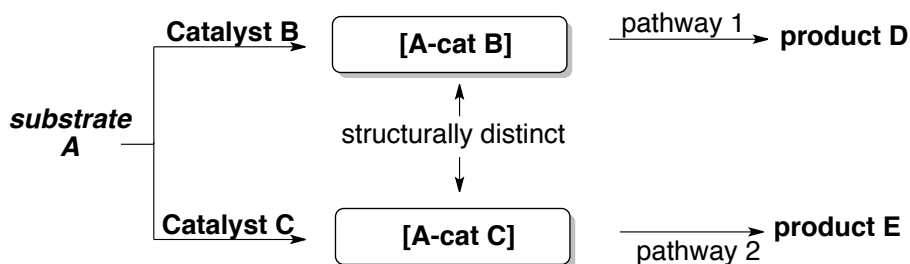 Catalyst B
[A-cat B]
pathway 1
product D
substrate
A
structurally distinct
Catalyst C
[A-cat C]
pathway 2
product E